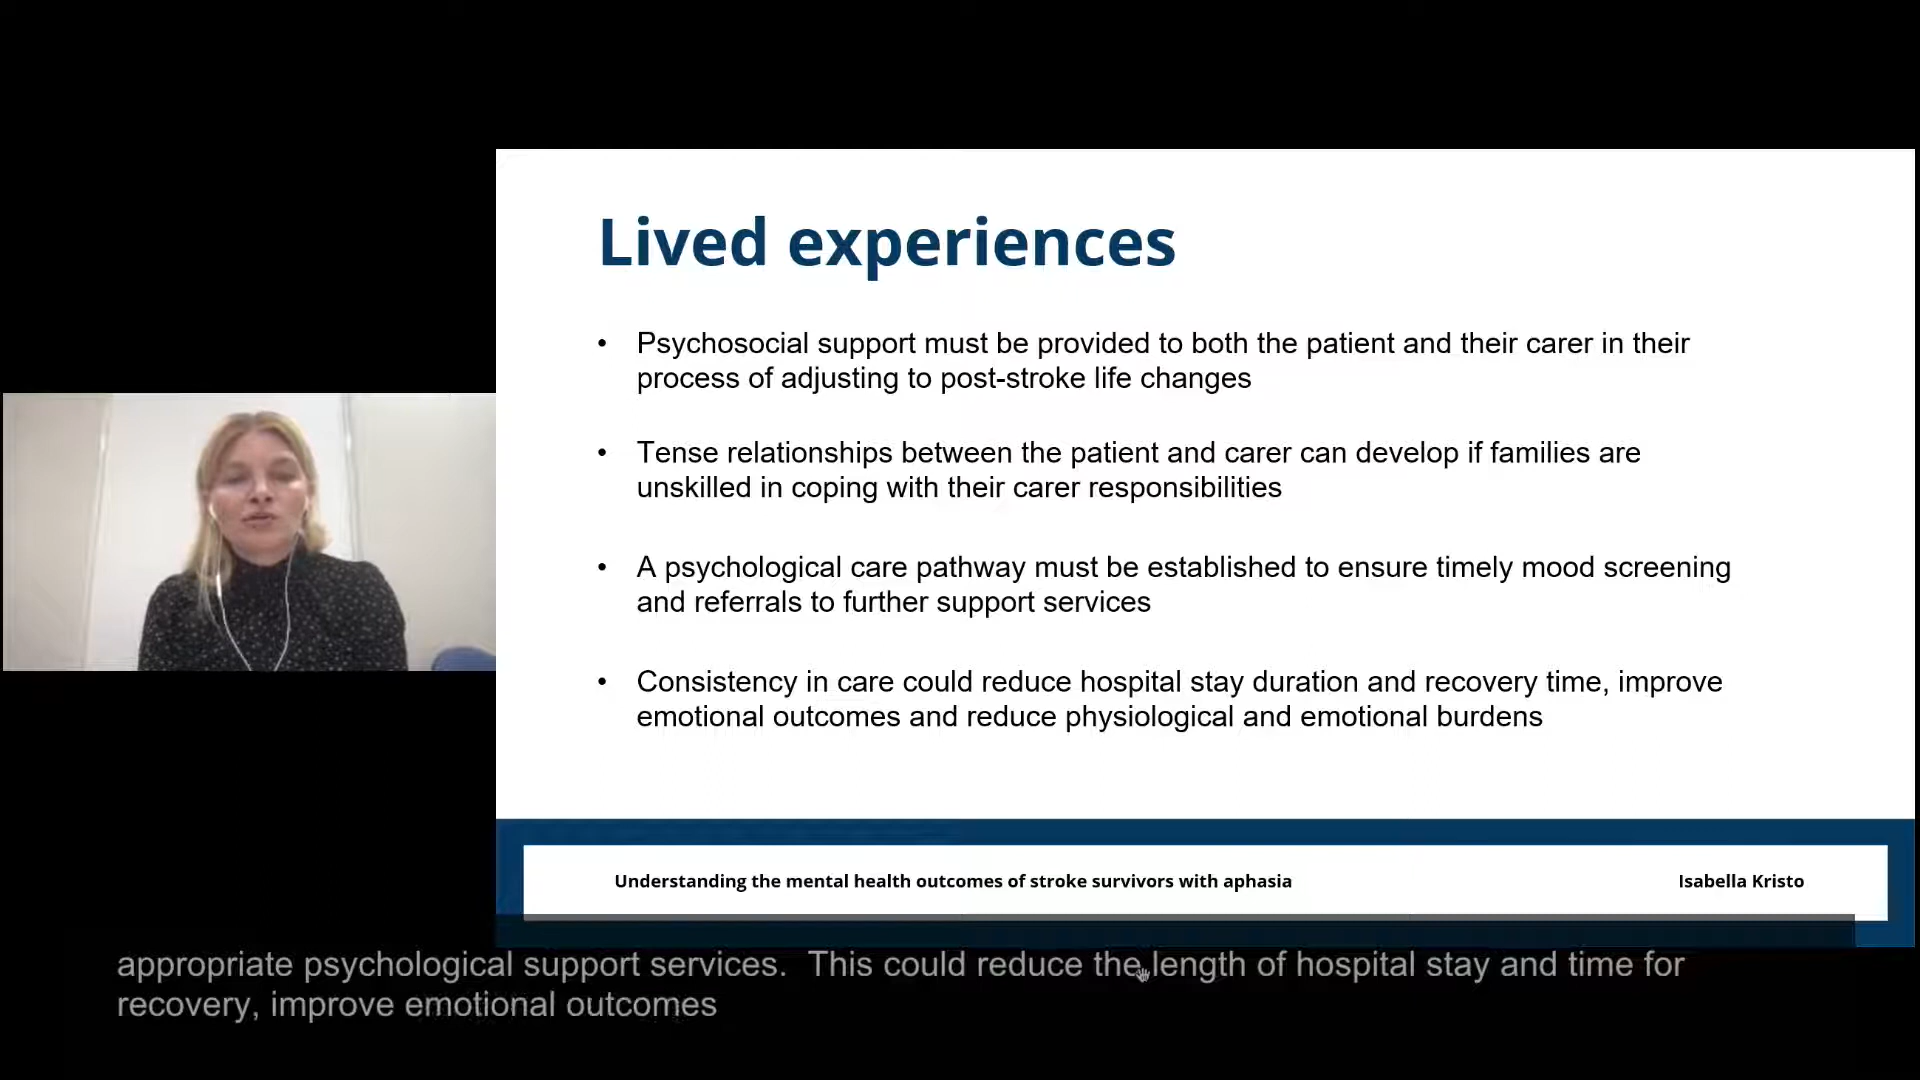 Lived experiences
• Psychosocial support must be provided to both the patient and their carer in their
process of adjusting to post-stroke life changes
• Tense relationships between the patient and carer can develop if families are
unskilled in coping with their carer responsibilities
• A psychological care pathway must be established to ensure timely mood screening
and referrals to further support services
• Consistency in care could reduce hospital stay duration and recovery time, improve
emotional outcomes and reduce physiological and emotional burdens
Understanding the mental health outcomes of stroke survivors with aphasia
Isabella Kristo
appropriate psychological support services.  This could reduce the length of hospital stay and time for
recovery, improve emotional outcomes